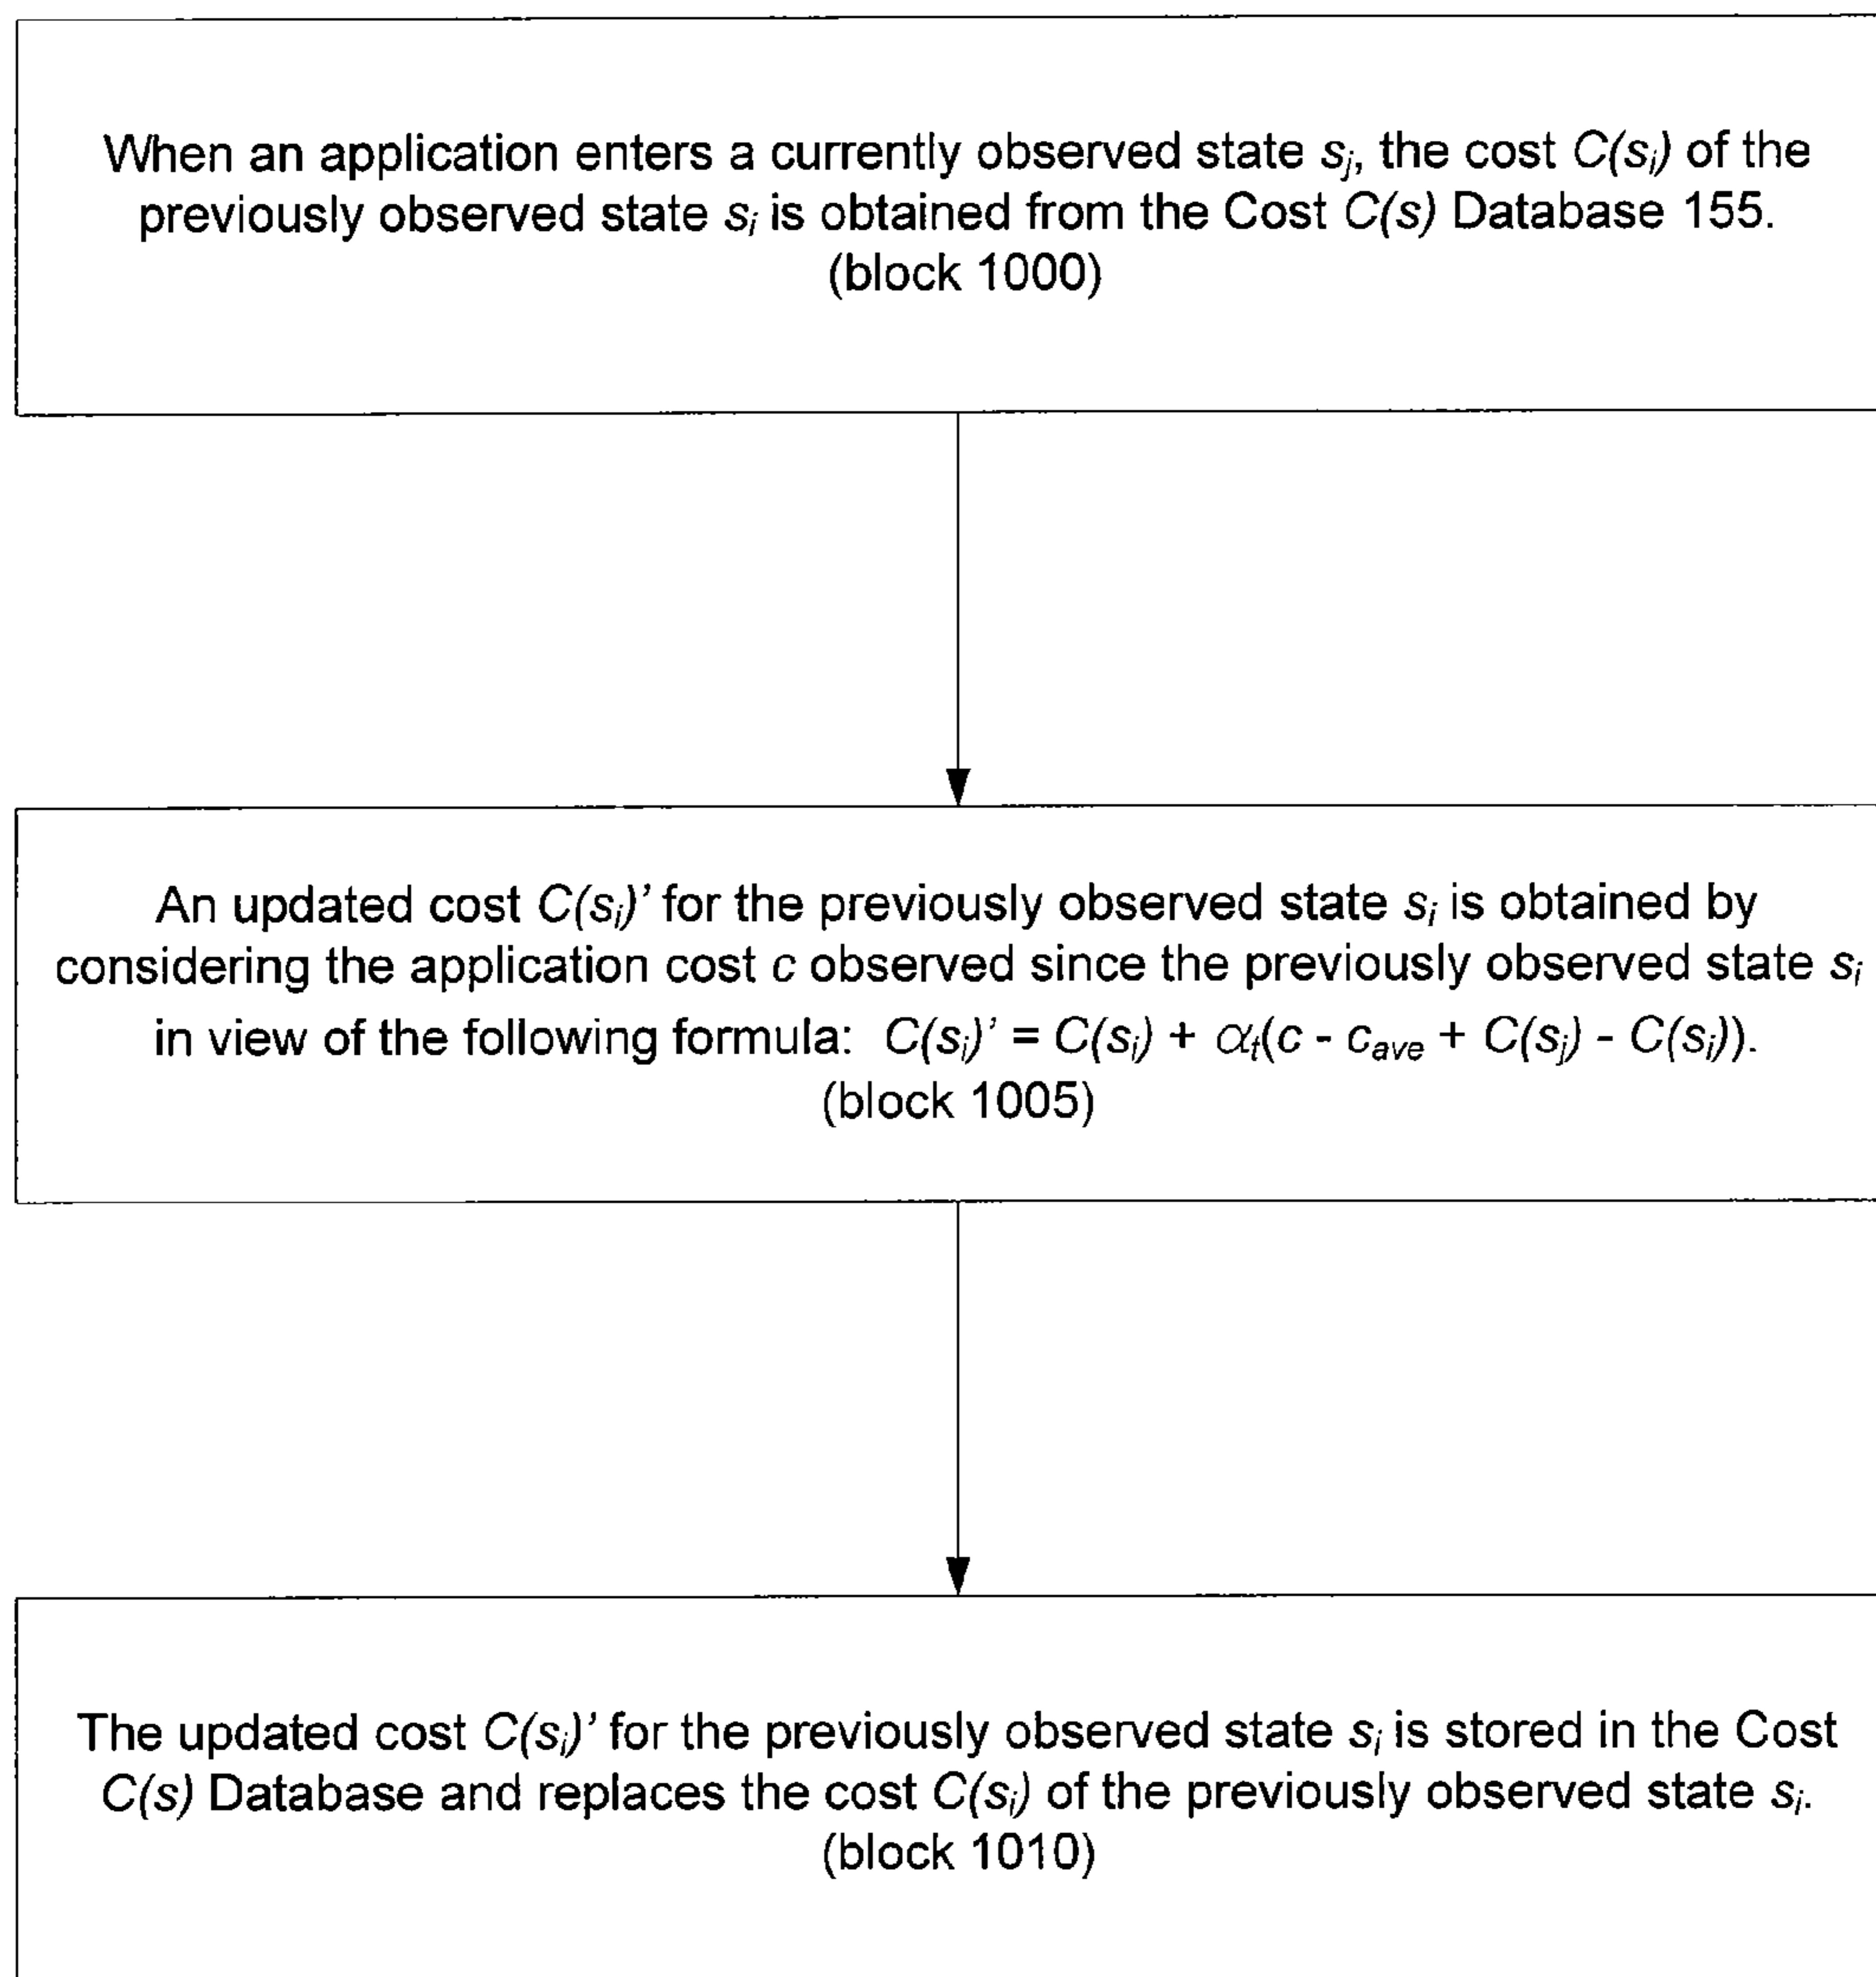 When an application enters a currently observed state sⱼ, the cost C(sᵢ) of the
previously observed state sᵢ is obtained from the Cost C(s) Database 155.
(block 1000)
An updated cost C(sᵢ)’ for the previously observed state sᵢ is obtained by
considering the application cost c observed since the previously observed state sᵢ
in view of the following formula: C(sᵢ)’ = C(sᵢ) + αₜ(c - c_ave + C(sⱼ) - C(sᵢ)).
(block 1005)
The updated cost C(sᵢ)’ for the previously observed state sᵢ is stored in the Cost
C(s) Database and replaces the cost C(sᵢ) of the previously observed state sᵢ.
(block 1010)